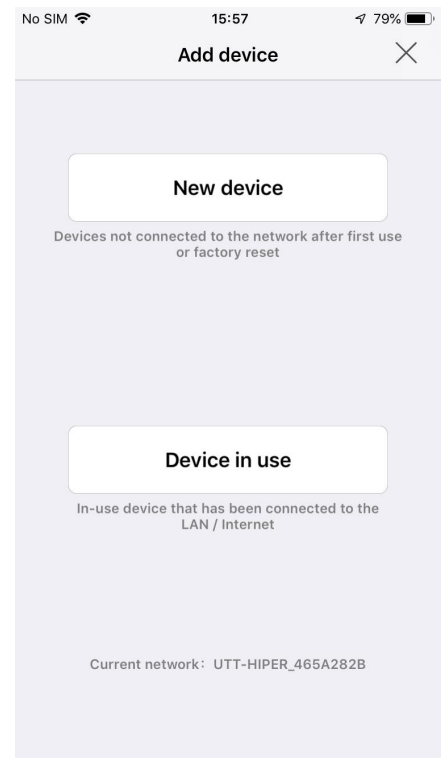 No SIM 15:57 79%
Add device
New device
Devices not connected to the network after first use
or factory reset
Device in use
In-use device that has been connected to the
LAN / Internet
Current network： UTT-HIPER_465A282B